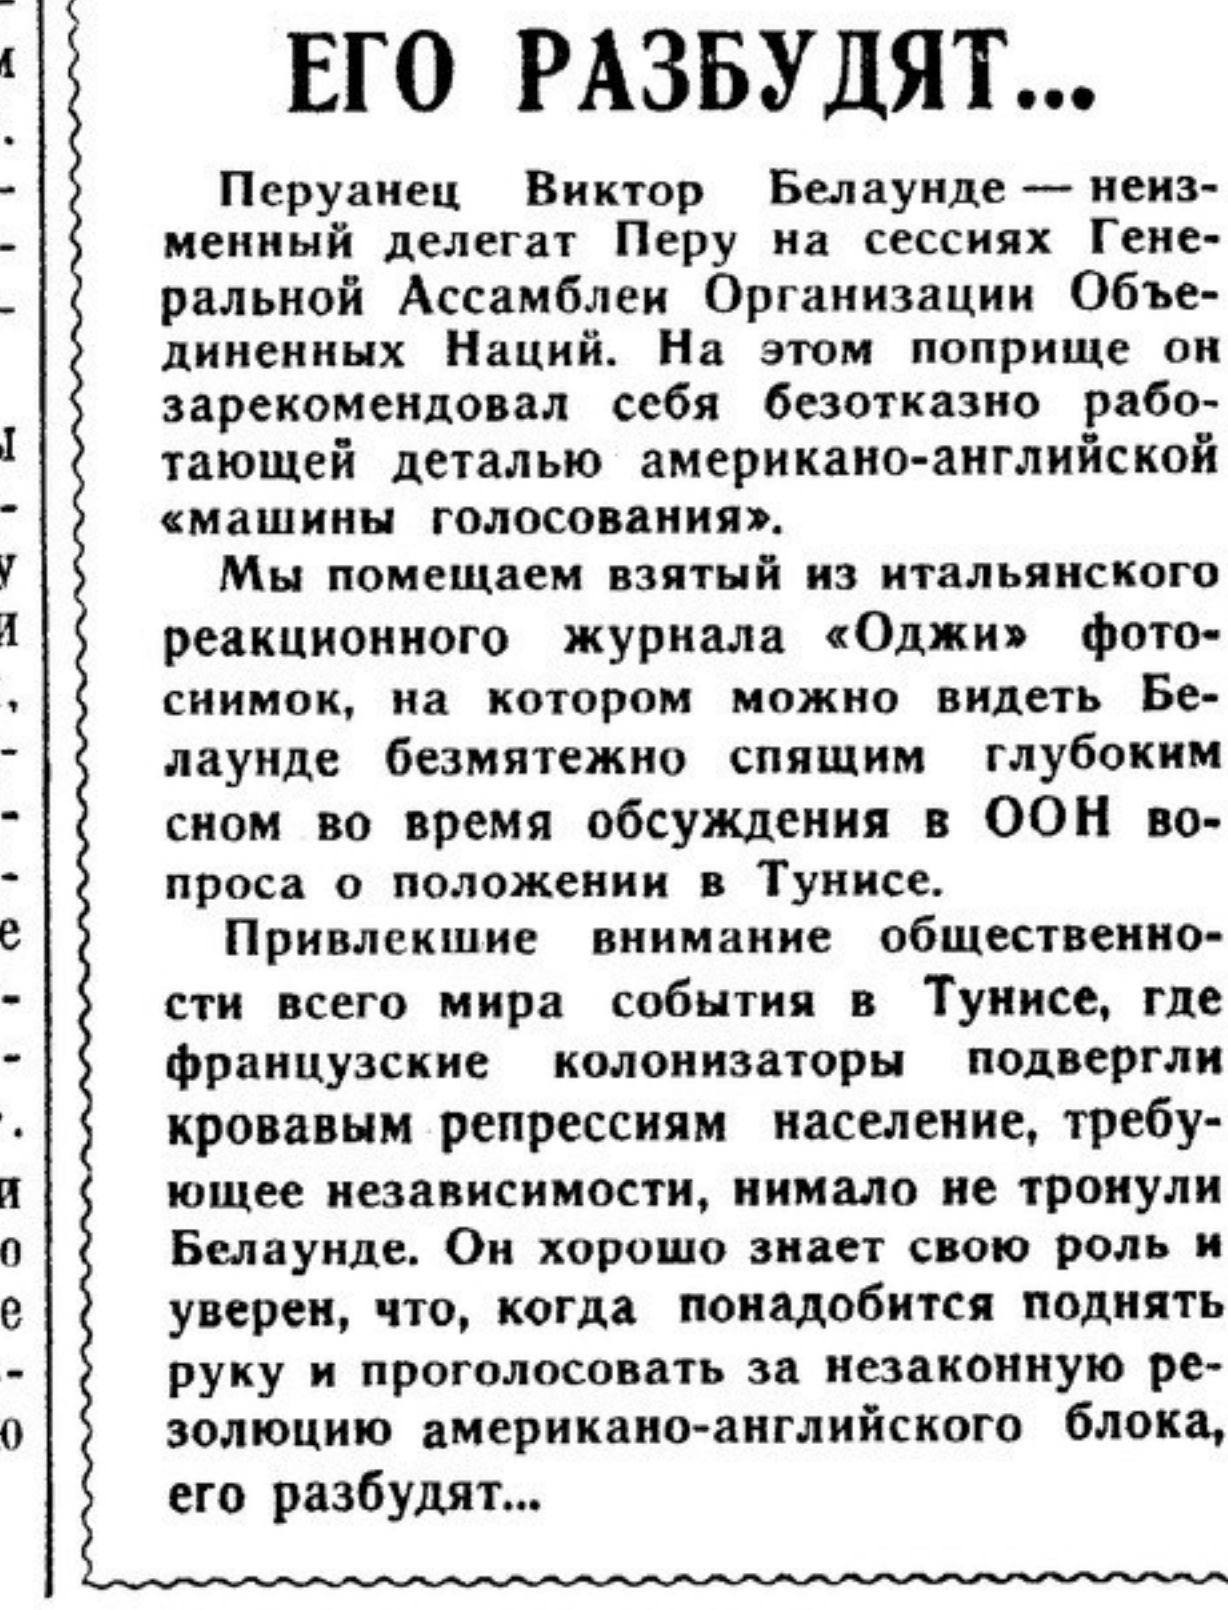 ЕГО РАЗБУДЯТ...
Перуанец Виктор Белаунде — неиз-
менный делегат Перу на сессиях Гене-
ральной Ассамблеи Организации Объе-
диненных Наций. На этом поприще он
зарекомендовал себя безотказно рабо-
тающей деталью американо-английской
«машины голосования».
Мы помещаем взятый из итальянского
реакционного журнала «Оджи» фото-
снимок, на котором можно видеть Бе-
лаунде безмятежно спящим глубоким
сном во время обсуждения в ООН во-
проса о положении в Тунисе.
Привлекшие внимание общественно-
сти всего мира события в Тунисе, где
французские колонизаторы подвергли
кровавым репрессиям население, требу-
ющее независимости, нимало не тронули
Белаунде. Он хорошо знает свою роль и
уверен, что, когда понадобится поднять
руку и проголосовать за незаконную ре-
золюцию американо-английского блока,
его разбудят...